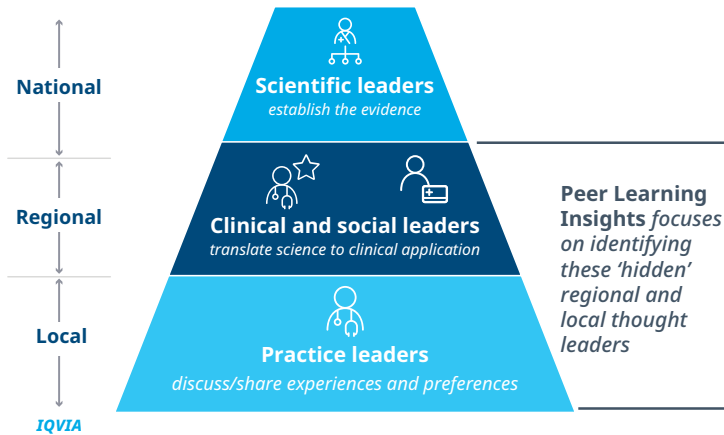 National
Scientific leaders
establish the evidence
Regional
Clinical and social leaders
translate science to clinical application
Peer Learning
Insights focuses
on identifying
these ‘hidden’
regional and
local thought
leaders
Local
Practice leaders
discuss/share experiences and preferences
IQVIA